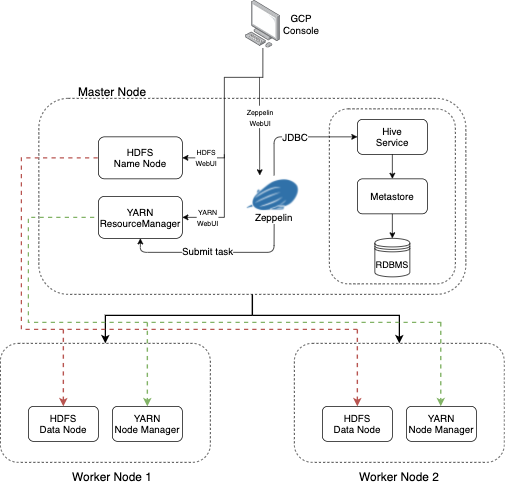 GCP
Console
Master Node
Zeppelin
WebUI
HDFS
Name Node
HDFS
WebUI
JDBC
Hive
Service
YARN
ResourceManager
YARN
WebUI
Zeppelin
Metastore
Submit task
RDBMS
HDFS
Data Node
YARN
Node Manager
HDFS
Data Node
YARN
Node Manager
Worker Node 1
Worker Node 2